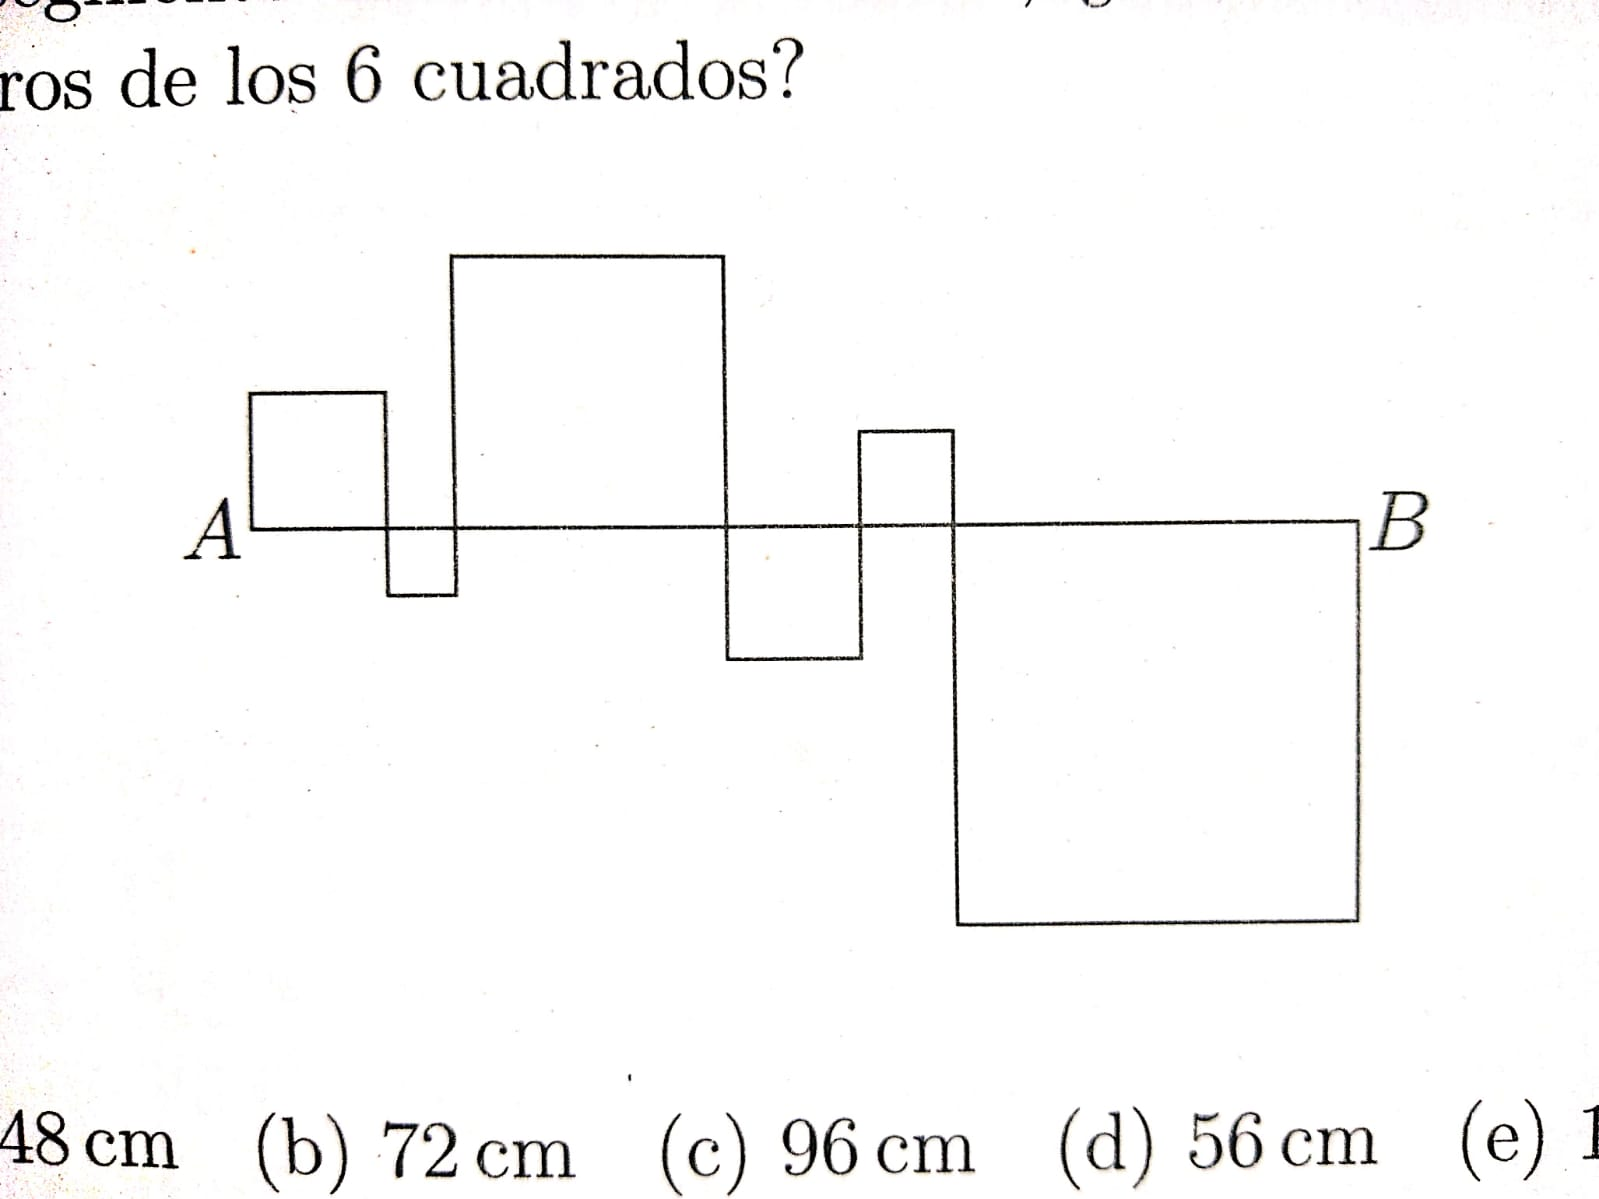 ros de los 6 cuadrados?
A
B
48 cm (b) 72 cm (c) 96 cm (d) 56 cm (e)